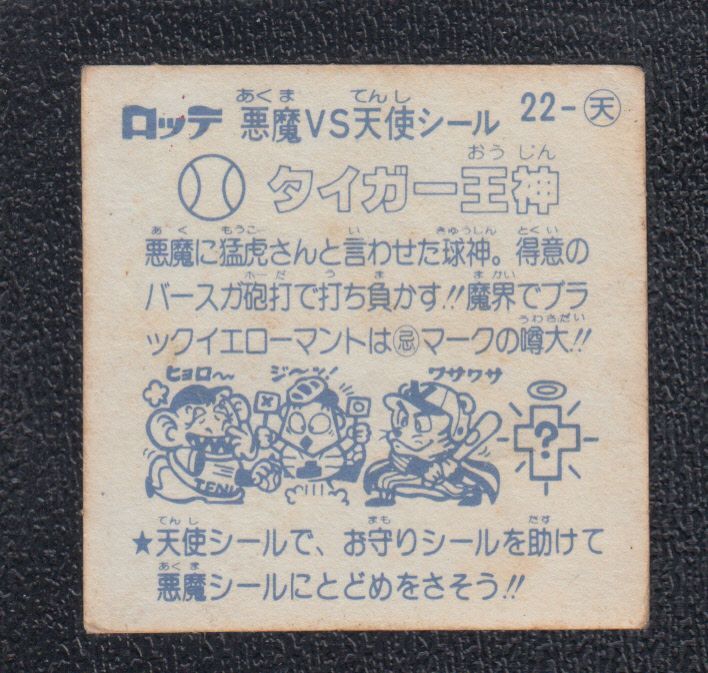 ロッテ 悪魔VS天使シール 22-天
あくま てんし
タイガー王神
おうじん
悪魔に猛虎さんと言わせた球神。得意の
あく もうこ い きゅうしん とくい
バースガ砲打で打ち負かす!!魔界でブラ
ホーだ う ま まかい
ックイエローマントは忌マークの噂大!!
うわさだい
ヒョロ〜 ジ〜ッ! ワサワサ
?
★天使シールで、お守りシールを助けて
てんし まも たす
悪魔シールにとどめをさそう!!
あくま